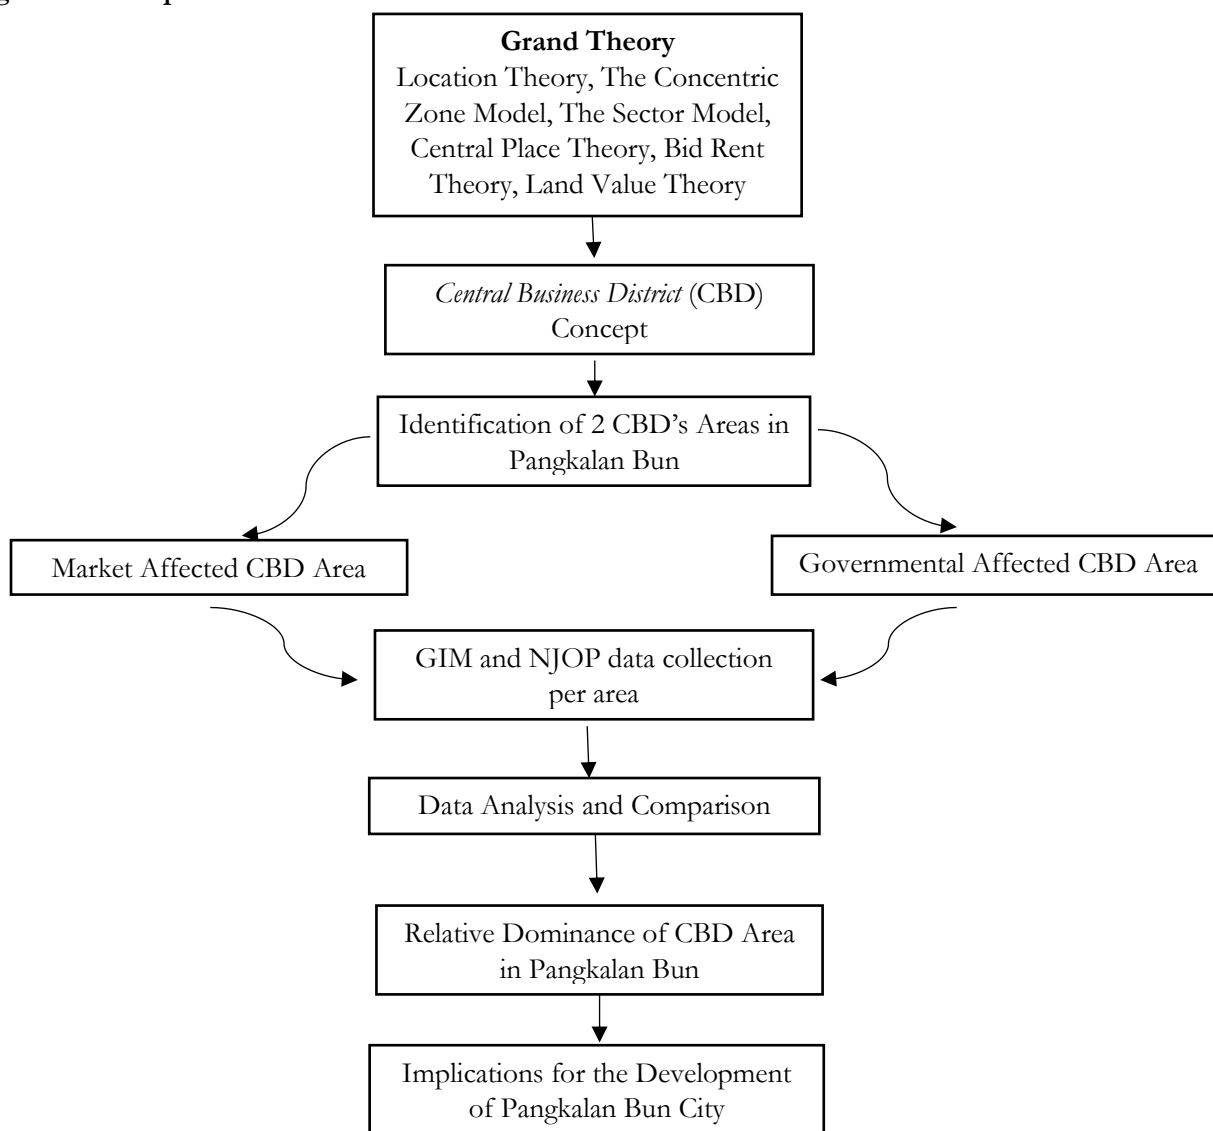 Grand Theory
Location Theory, The Concentric
Zone Model, The Sector Model,
Central Place Theory, Bid Rent
Theory, Land Value Theory
Central Business District (CBD)
Concept
Identification of 2 CBD's Areas in
Pangkalan Bun
Market Affected CBD Area
Governmental Affected CBD Area
GIM and NJOP data collection
per area
Data Analysis and Comparison
Relative Dominance of CBD Area
in Pangkalan Bun
Implications for the Development
of Pangkalan Bun City